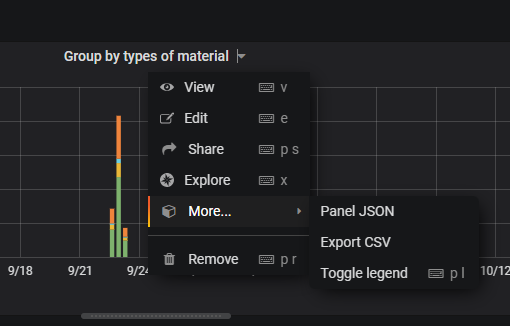 Group by types of material
View v
Edit e
Share p s
Explore x
More...
Panel JSON
Export CSV
Toggle legend p l
Remove p r
9/18 9/21 9/24 10/12